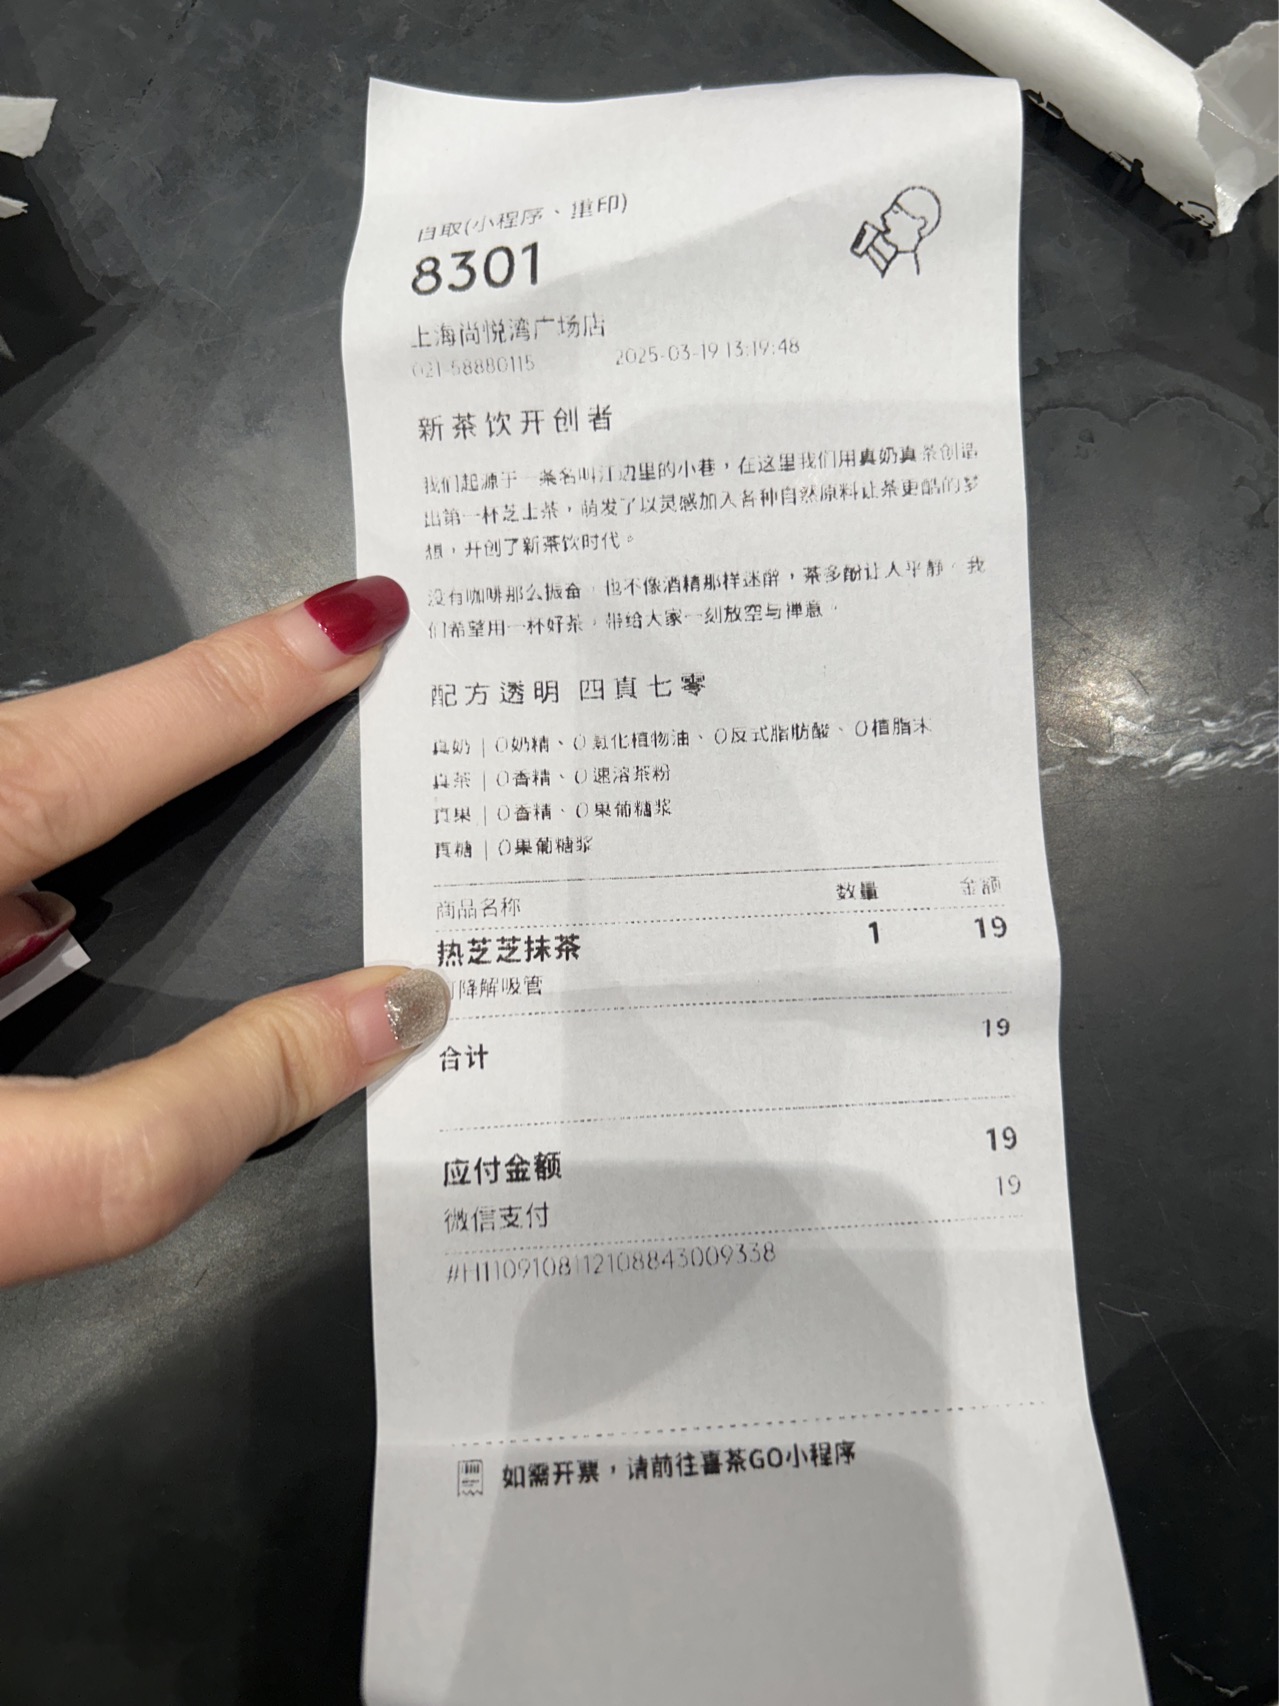 自取(小程序、重印)
8301
上海尚悦湾广场店
021-58880115 2025-03-19 13:19:48
新茶饮开创者
我们起源于一条名叫江边里的小巷，在这里我们用真奶真茶创造
出第一杯芝士茶，萌发了以灵感加入各种自然原料让茶更酷的梦
想，开创了新茶饮时代。
没有咖啡那么振奋，也不像酒精那样迷醉，茶多酚让人平静，我
们希望用一杯好茶，带给大家一刻放空与禅意。
配方透明 四真七零
真奶 | 0奶精、0氢化植物油、0反式脂肪酸、0植脂末
真茶 | 0香精、0速溶茶粉
真果 | 0香精、0果葡糖浆
真糖 | 0果葡糖浆
商品名称 数量 金额
热芝芝抹茶 1 19
降解吸管
合计 19
应付金额 19
微信支付 19
如需开票，请前往喜茶GO小程序